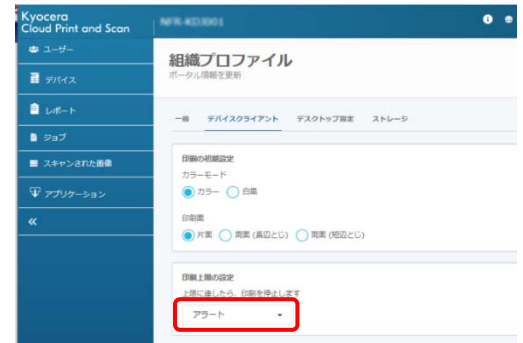 Kyocera
Cloud Print and Scan
ユーザー
デバイス
レポート
ジョブ
スキャンされた画像
アプリケーション
«
組織プロファイル
ポータル情報を更新
一般 デバイスクライアント デスクトップ設定 ストレージ
印刷の初期設定
カラーモード
カラー 白黒
印刷面
片面 両面 (長辺とじ) 両面 (短辺とじ)
印刷上限の設定
上限に達したら、印刷を停止します
アラート